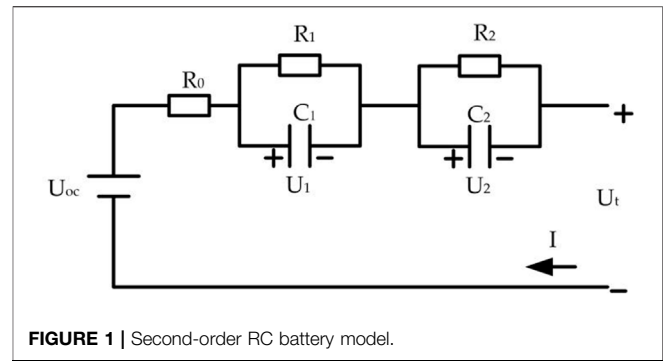 R1 R2
R0
C1 C2
+ - + - +
U1 U2
Uoc Ut
I
-
FIGURE 1 | Second-order RC battery model.